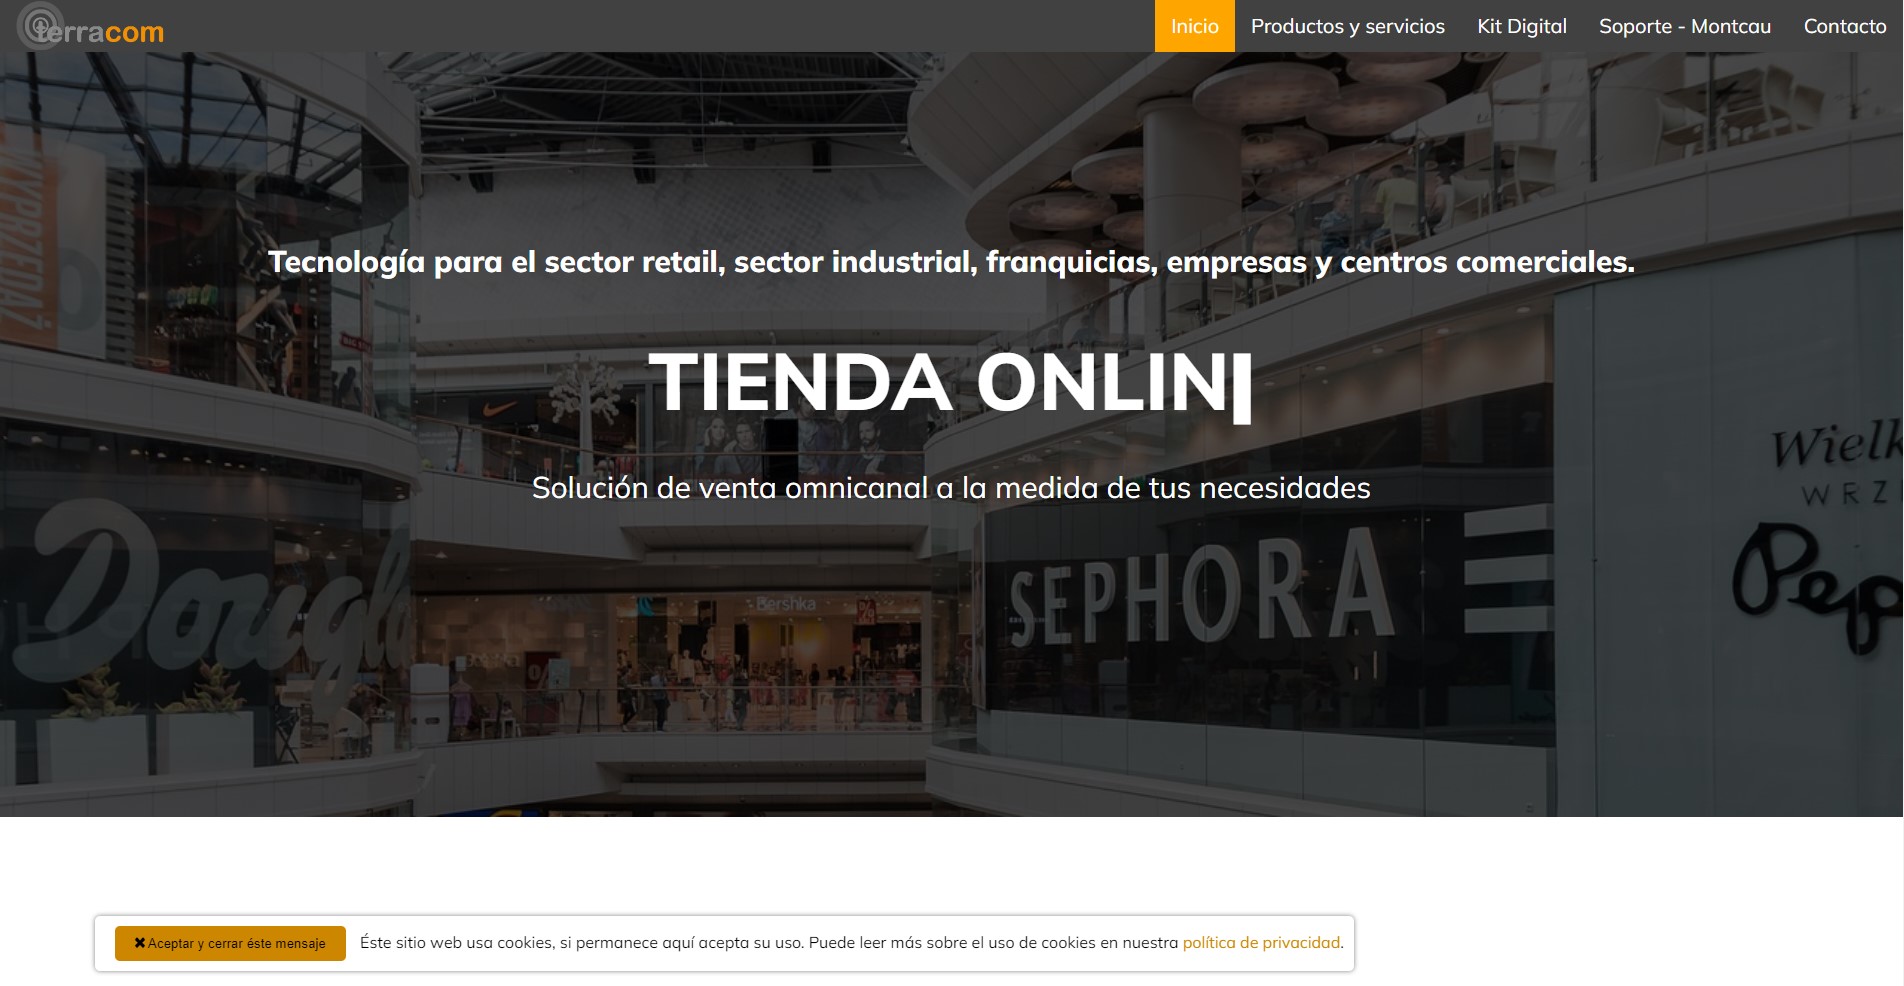 terracom
Inicio Productos y servicios Kit Digital Soporte - Montcau Contacto
WYPRZEDAŻ
Tecnología para el sector retail, sector industrial, franquicias, empresas y centros comerciales.
TIENDA ONLIN
Solución de venta omnicanal a la medida de tus necesidades
Dougla
Bershka
SEPHORA
Wielk
WRZ
Pep
Aceptar y cerrar éste mensaje Éste sitio web usa cookies, si permanece aquí acepta su uso. Puede leer más sobre el uso de cookies en nuestra política de privacidad.